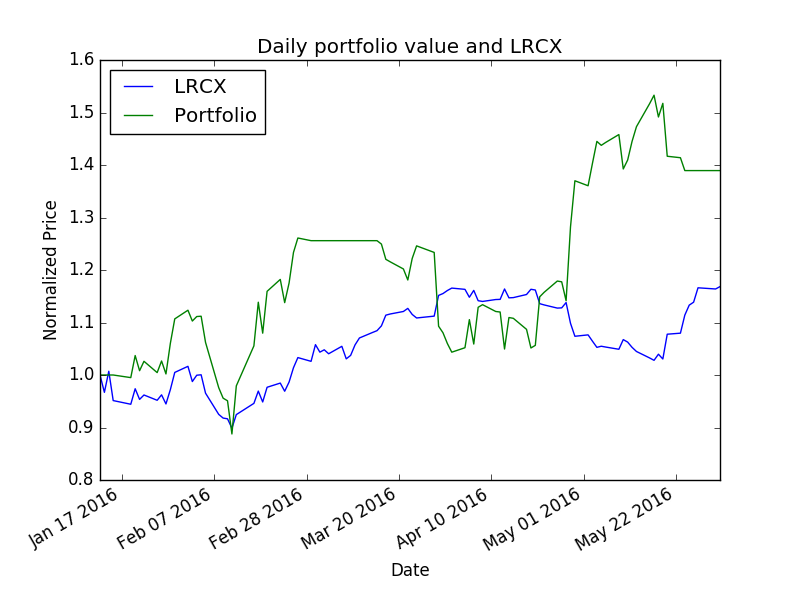 Daily portfolio value and LRCX
LRCX
Portfolio
1.6
1.5
1.4
1.3
1.2
1.1
1.0
0.9
0.8
Normalized Price
Jan 17 2016
Feb 07 2016
Feb 28 2016
Mar 20 2016
Apr 10 2016
May 01 2016
May 22 2016
Date